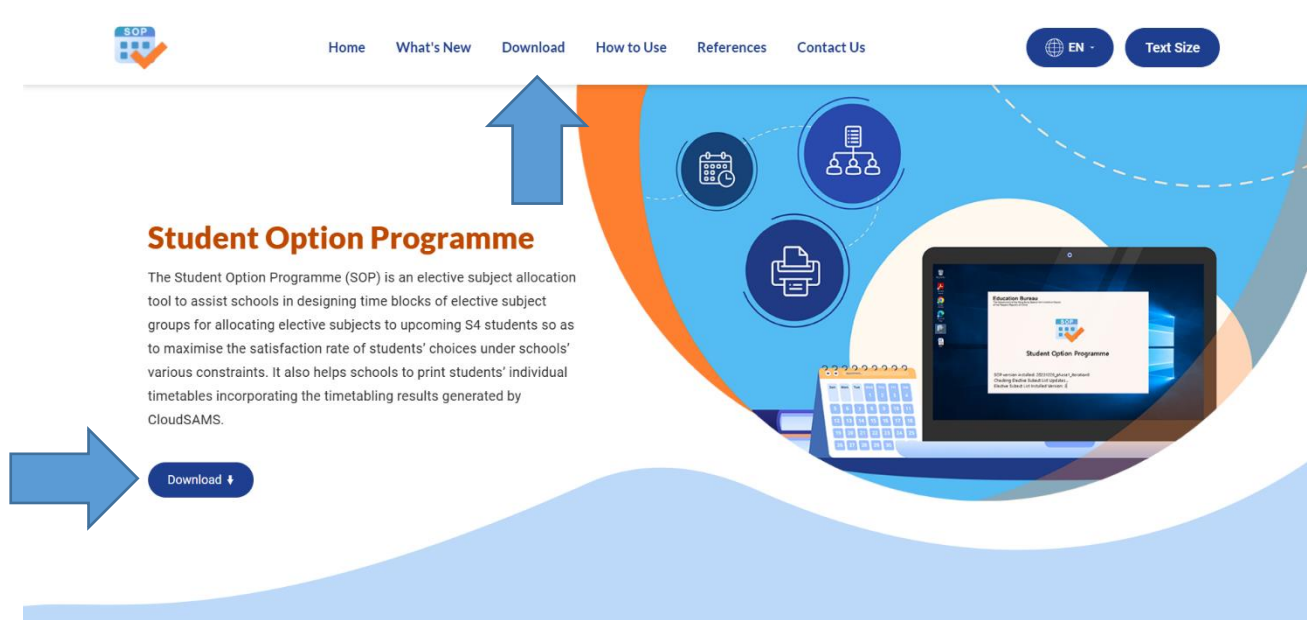 SOP
Home
What's New
Download
How to Use
References
Contact Us
EN
Text Size
Student Option Programme
The Student Option Programme (SOP) is an elective subject allocation
tool to assist schools in designing time blocks of elective subject
groups for allocating elective subjects to upcoming S4 students so as
to maximise the satisfaction rate of students' choices under schools'
various constraints. It also helps schools to print students' individual
timetables incorporating the timetabling results generated by
CloudSAMS.
Download
Education Bureau
SOP
Student Option Programme